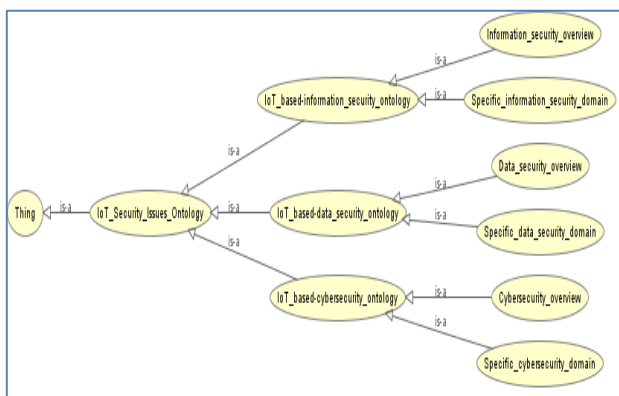 Information_security_overview
is-a
IoT_based-information_security_ontology
is-a
Specific_information_security_domain
is-a
Data_security_overview
is-a
Thing
is-a
IoT_Security_Issues_Ontology
is-a
IoT_based-data_security_ontology
is-a
Specific_data_security_domain
is-a
IoT_based-cybersecurity_ontology
is-a
Cybersecurity_overview
is-a
Specific_cybersecurity_domain